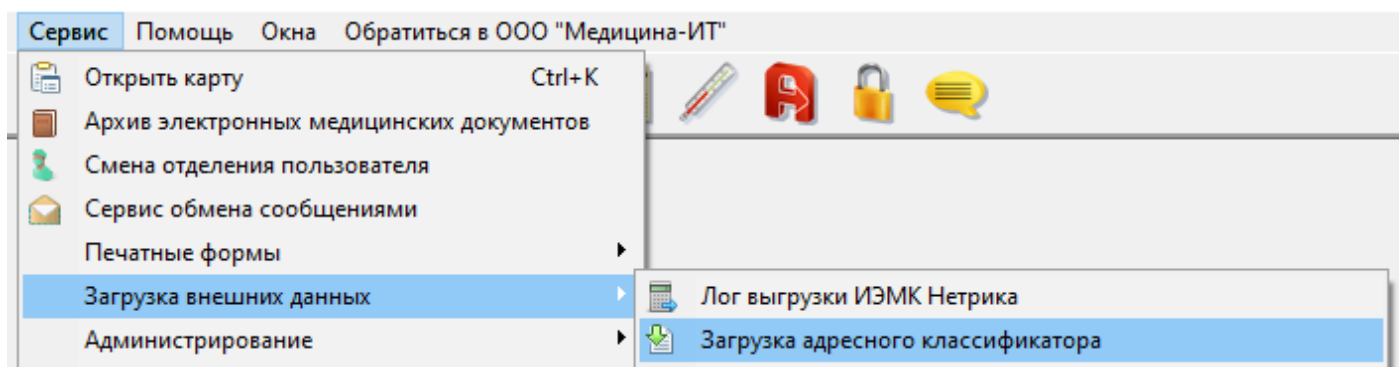 Сервис Помощь Окна Обратиться в ООО "Медицина-ИТ"
Открыть карту Ctrl+K
Архив электронных медицинских документов
Смена отделения пользователя
Сервис обмена сообщениями
Печатные формы
Загрузка внешних данных Лог выгрузки ИЭМК Нетрика
Администрирование Загрузка адресного классификатора